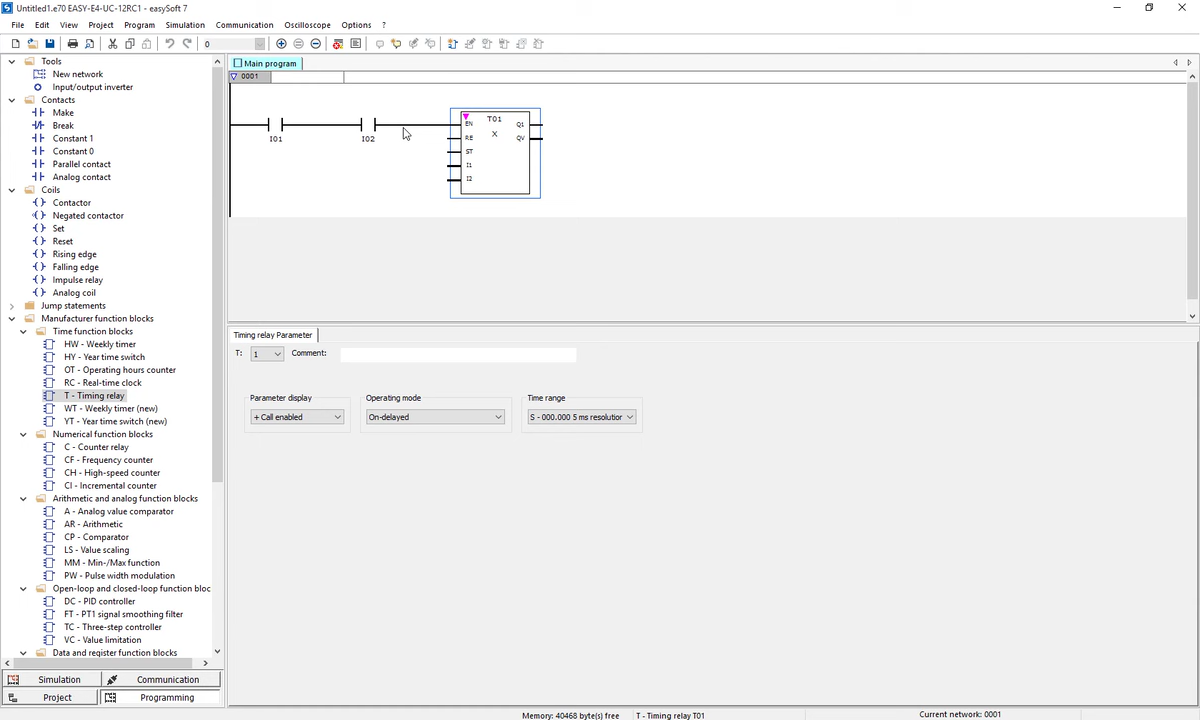 Untitled1.e70 EASY-E4-UC-12RC1 - easySoft 7
File Edit View Project Program Simulation Communication Oscilloscope Options ?
0
Tools
New network
Input/output inverter
Contacts
Make
Break
Constant 1
Constant 0
Parallel contact
Analog contact
Coils
Contactor
Negated contactor
Set
Reset
Rising edge
Falling edge
Impulse relay
Analog coil
Jump statements
Manufacturer function blocks
Time function blocks
HW - Weekly timer
HY - Year time switch
OT - Operating hours counter
RC - Real-time clock
T - Timing relay
WT - Weekly timer (new)
YT - Year time switch (new)
Numerical function blocks
C - Counter relay
CF - Frequency counter
CH - High-speed counter
CI - Incremental counter
Arithmetic and analog function blocks
A - Analog value comparator
AR - Arithmetic
CP - Comparator
LS - Value scaling
MM - Min-/Max function
PW - Pulse width modulation
Open-loop and closed-loop function bloc
DC - PID controller
FT - PT1 signal smoothing filter
TC - Three-step controller
VC - Value limitation
Data and register function blocks
Simulation Communication
Project Programming
Main program
0001
I01 I02
T01
X
EN Q1
RE QV
ST
I1
I2
Timing relay Parameter
T: 1 Comment:
Parameter display Operating mode Time range
+ Call enabled On-delayed S - 000.000 5 ms resolution
Memory: 40468 byte(s) free T - Timing relay T01 Current network: 0001